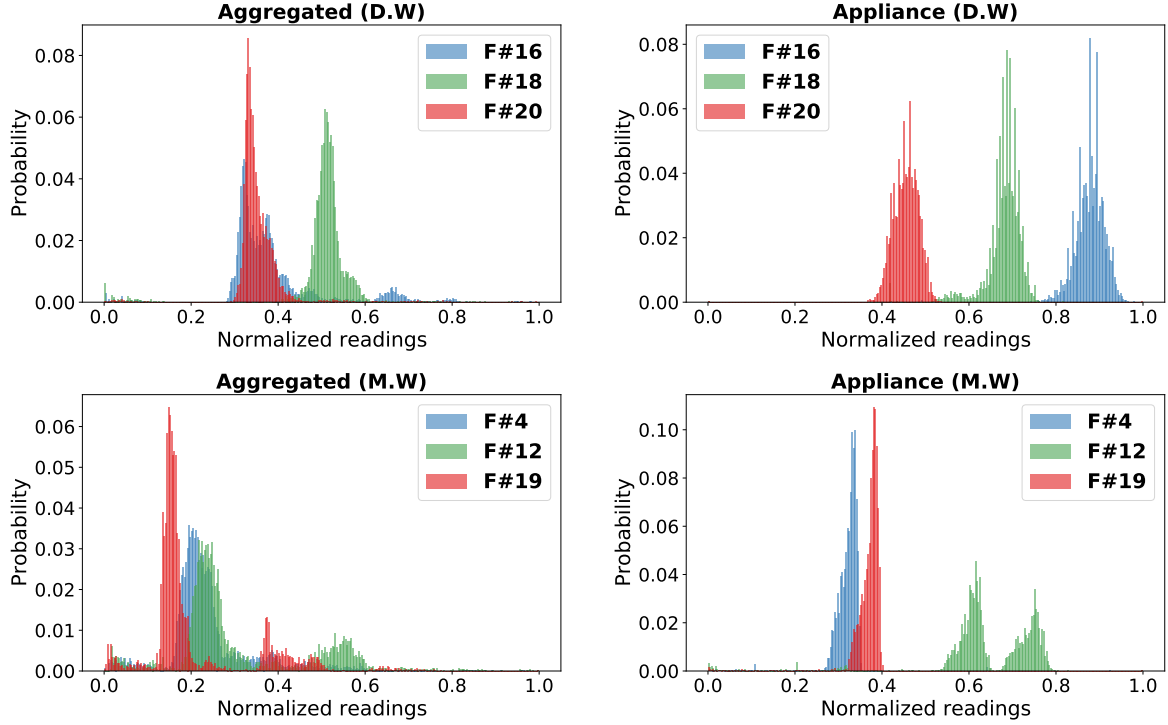 Aggregated (D.W)
Probability
0.08
0.06
0.04
0.02
0.00
F#16
F#18
F#20
0.0 0.2 0.4 0.6 0.8 1.0
Normalized readings
Appliance (D.W)
Probability
0.08
0.06
0.04
0.02
0.00
F#16
F#18
F#20
0.0 0.2 0.4 0.6 0.8 1.0
Normalized readings
Aggregated (M.W)
Probability
0.06
0.05
0.04
0.03
0.02
0.01
0.00
F#4
F#12
F#19
0.0 0.2 0.4 0.6 0.8 1.0
Normalized readings
Appliance (M.W)
Probability
0.10
0.08
0.06
0.04
0.02
0.00
F#4
F#12
F#19
0.0 0.2 0.4 0.6 0.8 1.0
Normalized readings